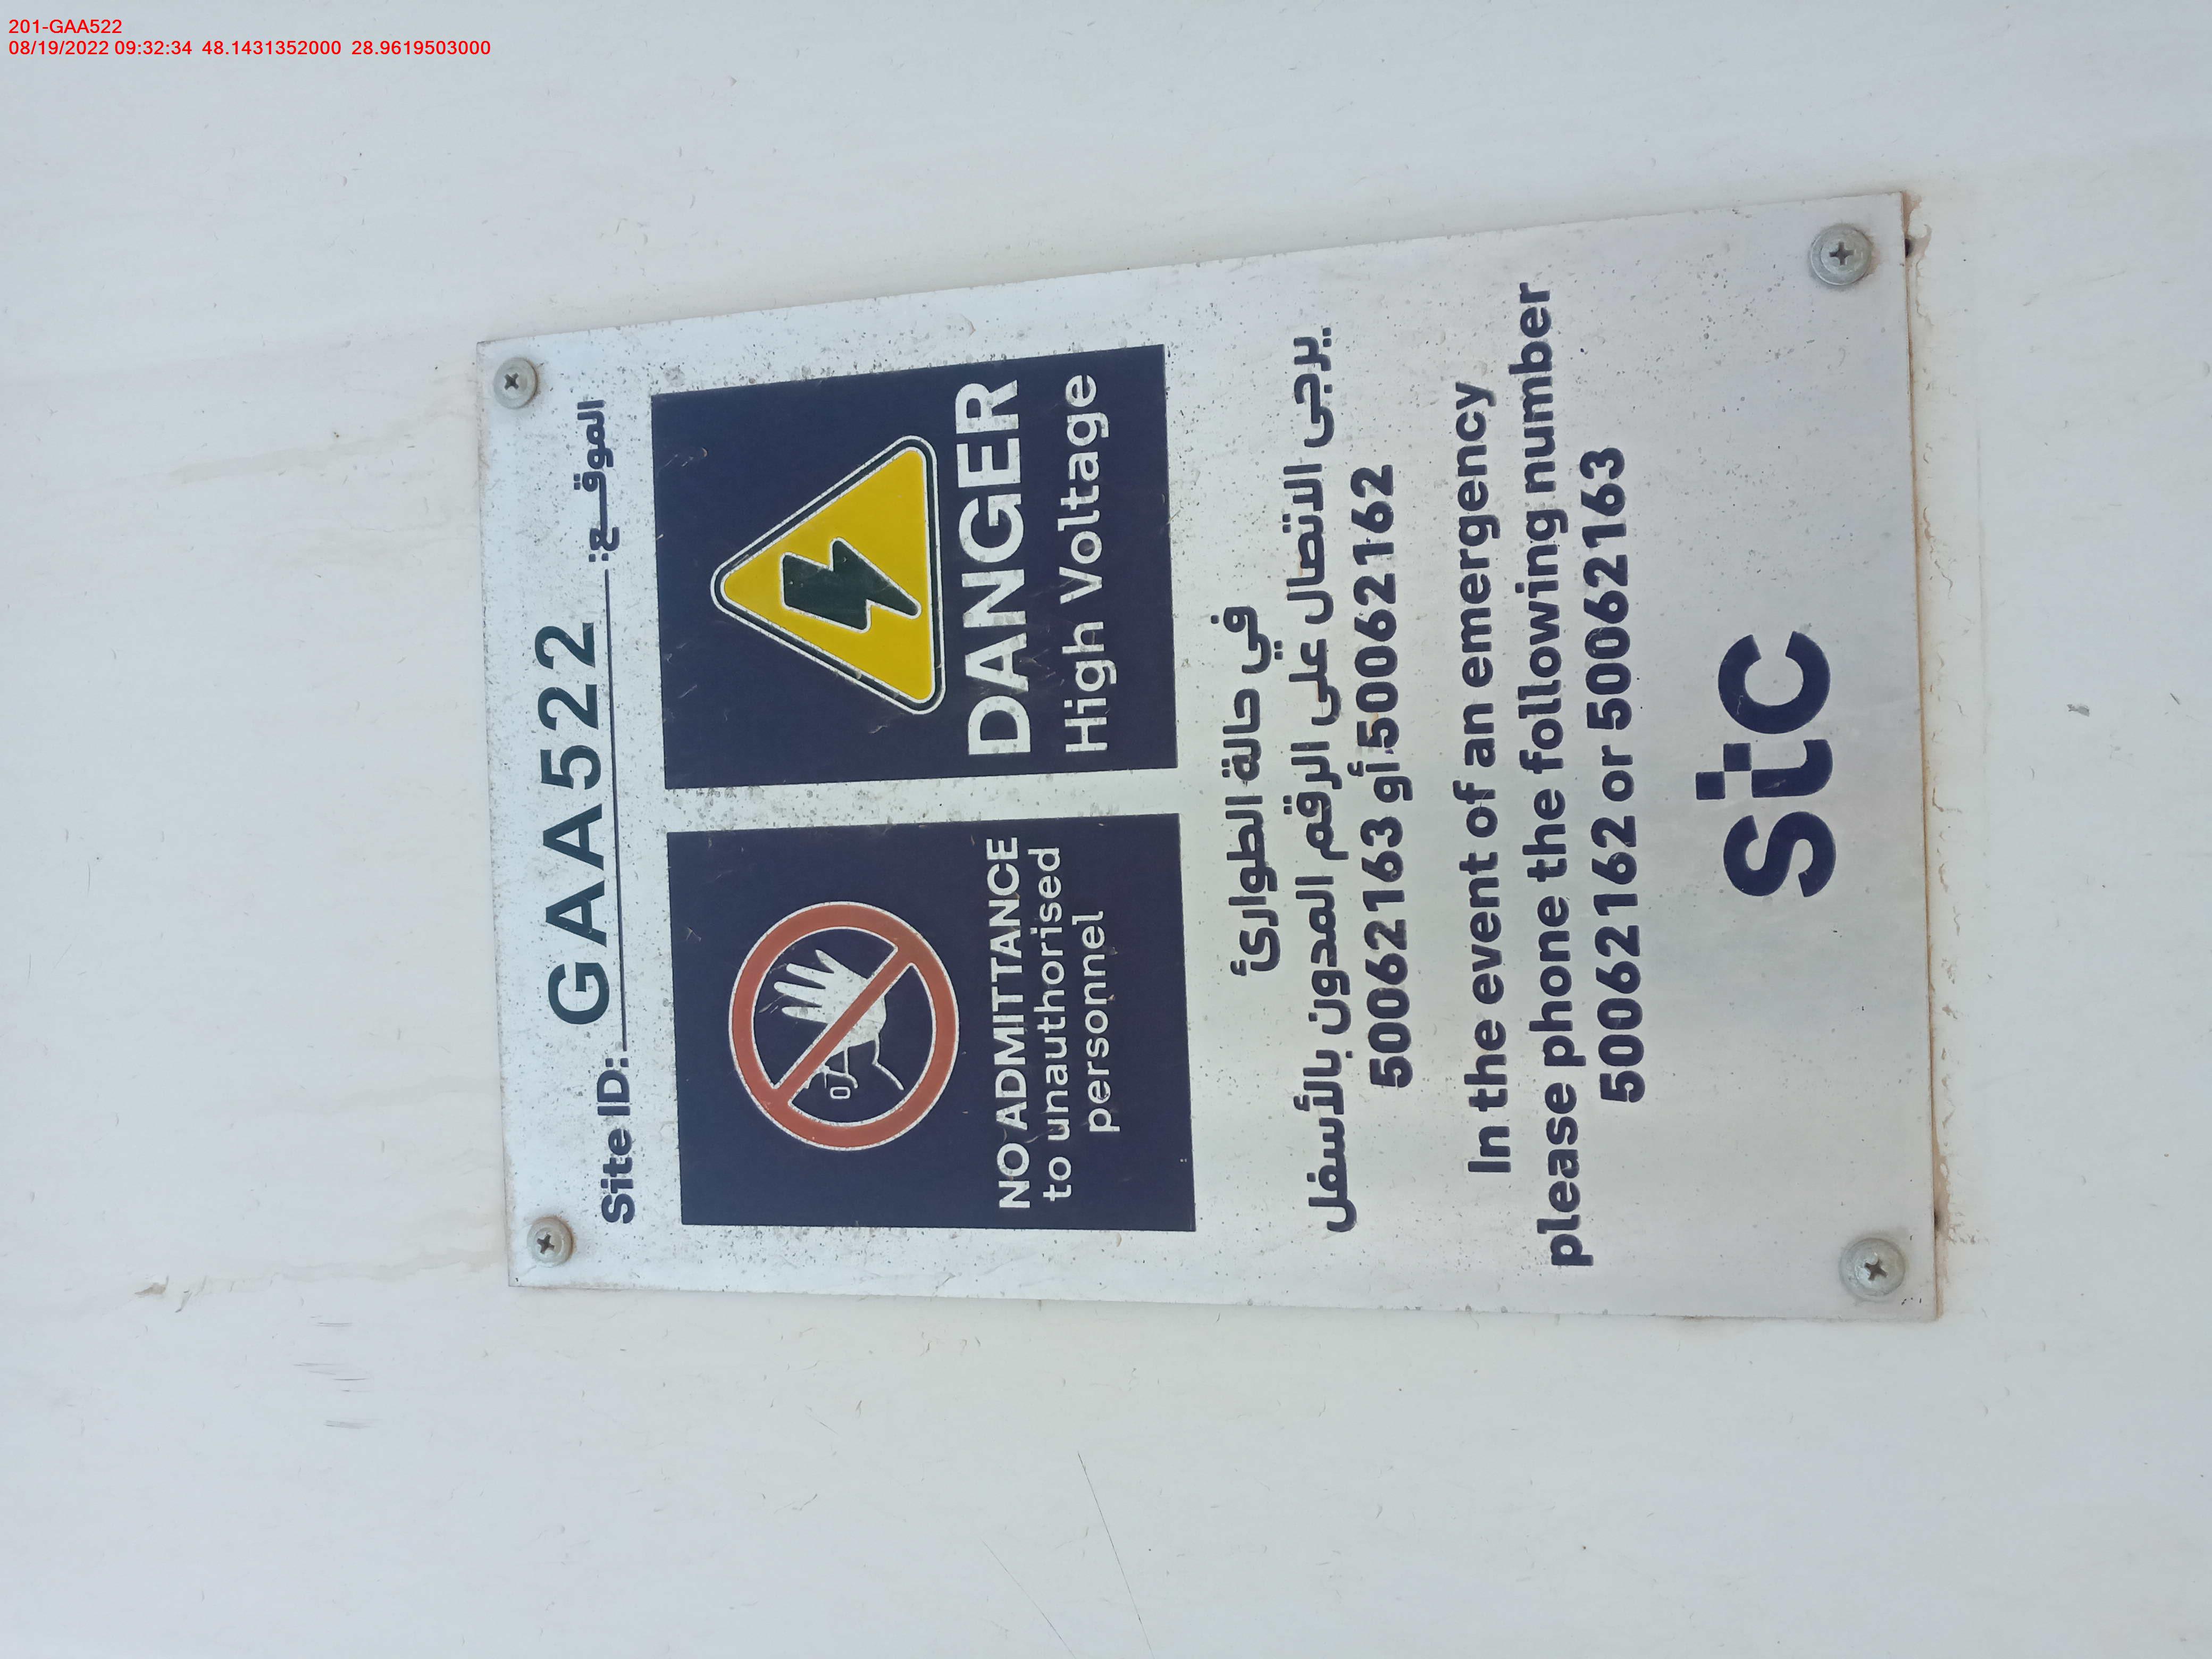 201-GAA522
08/19/2022 09:32:34 48.1431352000 28.9619503000
Site ID: GAA522 الموقـــع:
NO ADMITTANCE
to unauthorised
personnel
DANGER
High Voltage
في حالة الطوارئ
يرجى الاتصال على الرقم المدون بالأسفل
50062163 أو 50062162
In the event of an emergency
please phone the following number
50062162 or 50062163
stc